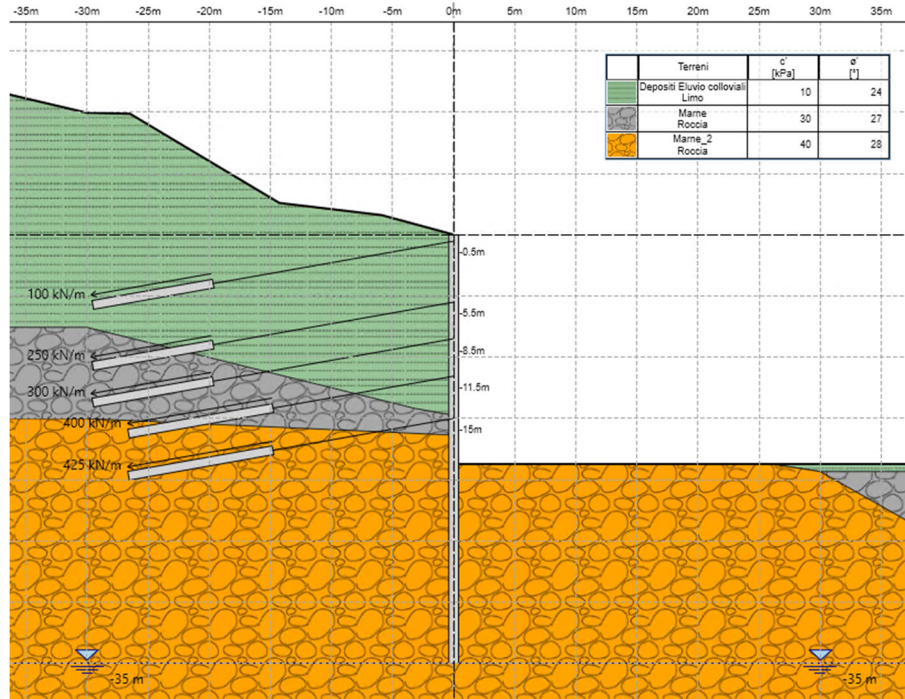 -35m -30m -25m -20m -15m -10m -5m 0m 5m 10m 15m 20m 25m 30m 35m
Terreni c' ø'
[kPa] [°]
Depositi Eluvio colloviali
Limo 10 24
Marne
Roccia 30 27
Marne_2
Roccia 40 28
-0.5m
100 kN/m
-5.5m
250 kN/m
-8.5m
300 kN/m
-11.5m
400 kN/m
-15m
425 kN/m
-35 m
-35 m